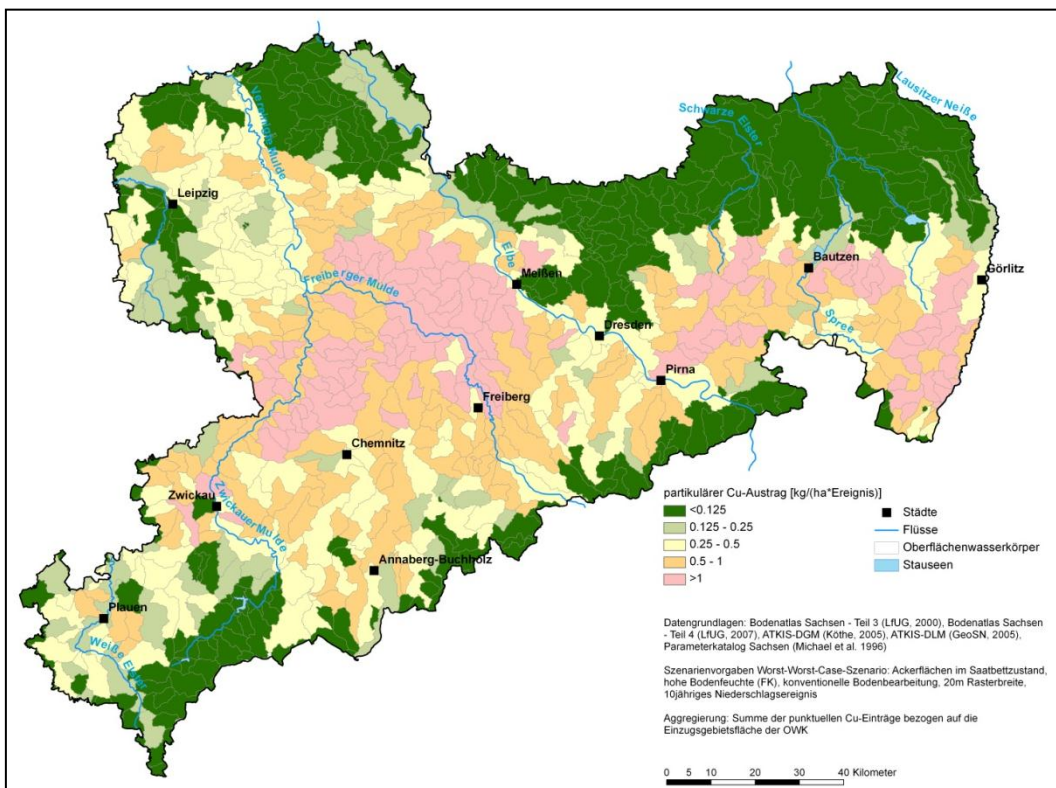 Vereinigte Mulde
Schwarze Elster
Lausitzer Neiße
Leipzig
Elbe
Bautzen
Görlitz
Freiberger Mulde
Meißen
Dresden
Spree
Pirna
Freiberg
Chemnitz
Zwickau
Zwickauer Mulde
Annaberg-Buchholz
Plauen
Weiße Elster
partikulärer Cu-Austrag [kg/(ha*Ereignis)]
<0.125
0.125 - 0.25
0.25 - 0.5
0.5 - 1
>1
Städte
Flüsse
Oberflächenwasserkörper
Stauseen
Datengrundlagen: Bodenatlas Sachsen - Teil 3 (LfUG, 2000), Bodenatlas Sachsen
- Teil 4 (LfUG, 2007), ATKIS-DGM (Köthe, 2005), ATKIS-DLM (GeoSN, 2005),
Parameterkatalog Sachsen (Michael et al. 1996)
Szenarienvorgaben Worst-Worst-Case-Szenario: Ackerflächen im Saatbettzustand,
hohe Bodenfeuchte (FK), konventionelle Bodenbearbeitung, 20m Rasterbreite,
10jähriges Niederschlagsereignis
Aggregierung: Summe der punktuellen Cu-Einträge bezogen auf die
Einzugsgebietsfläche der OWK
0 5 10 20 30 40 Kilometer